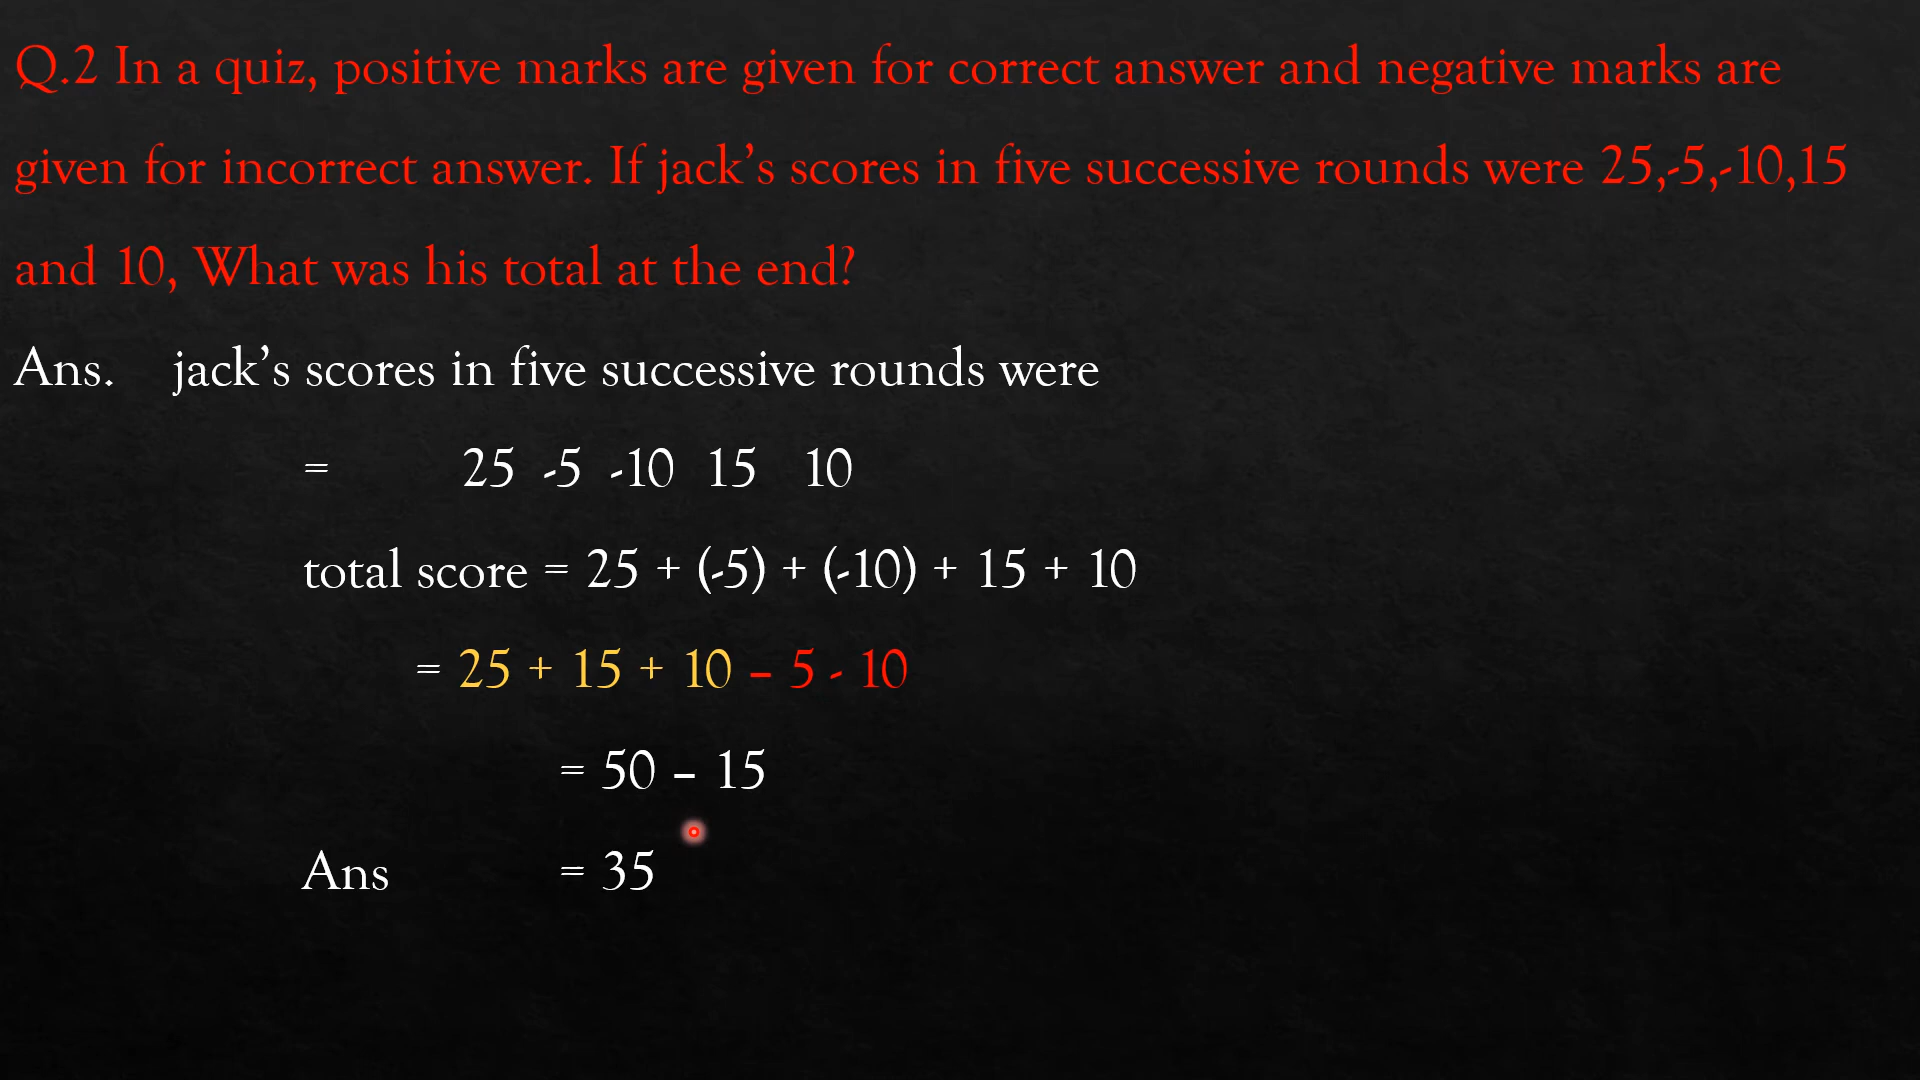 Q.2 In a quiz, positive marks are given for correct answer and negative marks are
given for incorrect answer. If jack’s scores in five successive rounds were 25,-5,-10,15
and 10, What was his total at the end?
Ans. jack’s scores in five successive rounds were
= 25 -5 -10 15 10
total score = 25 + (-5) + (-10) + 15 + 10
= 25 + 15 + 10 – 5 - 10
= 50 – 15
Ans = 35